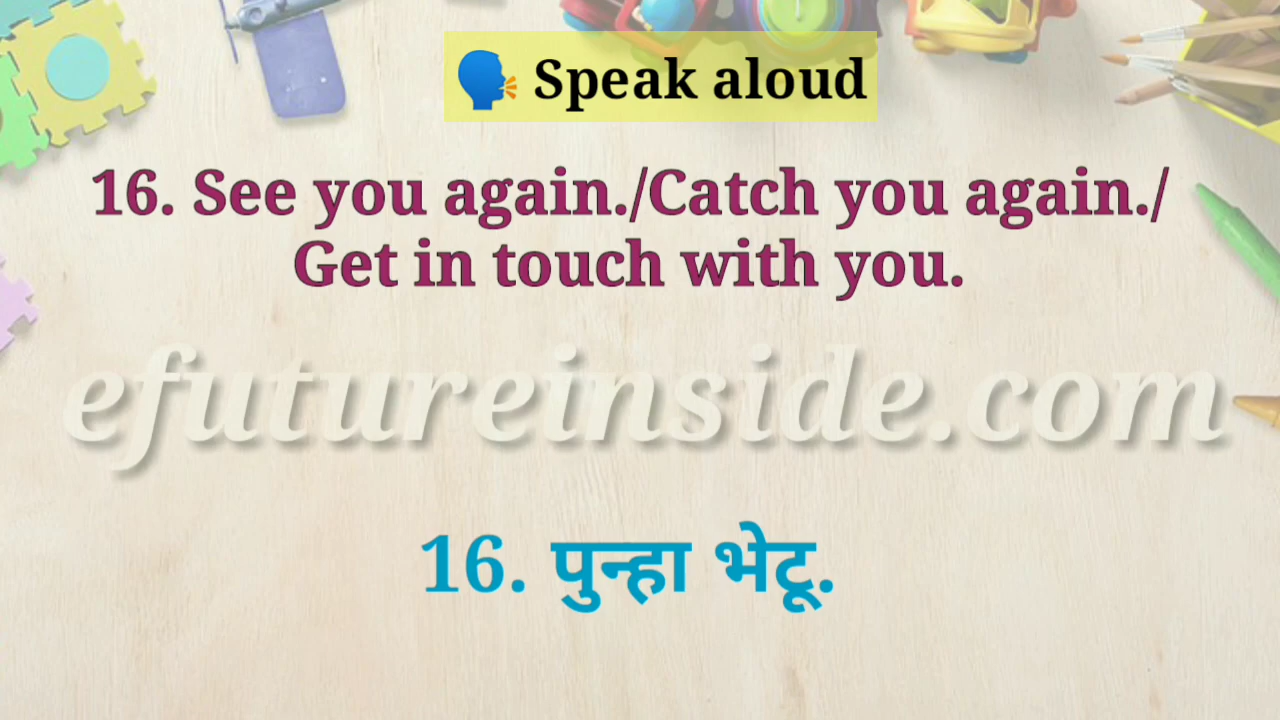 🗣️ Speak aloud
16. See you again./Catch you again./
Get in touch with you.
efutureinside.com
16. पुन्हा भेटू.